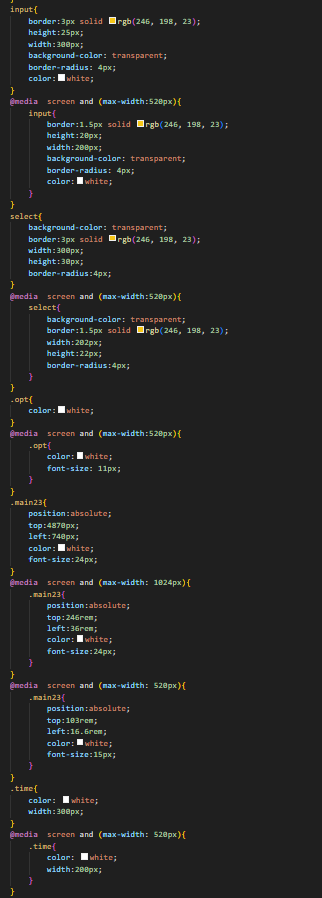 input{
    border:3px solid rgb(246, 198, 23);
    height:25px;
    width:300px;
    background-color: transparent;
    border-radius: 4px;
    color:white;
}
@media  screen and (max-width:520px){
    input{
        border:1.5px solid rgb(246, 198, 23);
        height:20px;
        width:200px;
        background-color: transparent;
        border-radius: 4px;
        color:white;
    }
}
select{
    background-color: transparent;
    border:3px solid rgb(246, 198, 23);
    width:300px;
    height:30px;
    border-radius:4px;
}
@media  screen and (max-width:520px){
    select{
        background-color: transparent;
        border:1.5px solid rgb(246, 198, 23);
        width:202px;
        height:22px;
        border-radius:4px;
    }
}
.opt{
    color:white;
}
@media  screen and (max-width:520px){
    .opt{
        color:white;
        font-size: 11px;
    }
}
.main23{
    position:absolute;
    top:4870px;
    left:740px;
    color:white;
    font-size:24px;
}
@media  screen and (max-width: 1024px){
    .main23{
        position:absolute;
        top:246rem;
        left:36rem;
        color:white;
        font-size:24px;
    }
}
@media  screen and (max-width: 520px){
    .main23{
        position:absolute;
        top:103rem;
        left:16.6rem;
        color:white;
        font-size:15px;
    }
}
.time{
    color: white;
    width:300px;
}
@media  screen and (max-width: 520px){
    .time{
        color: white;
        width:200px;
    }
}